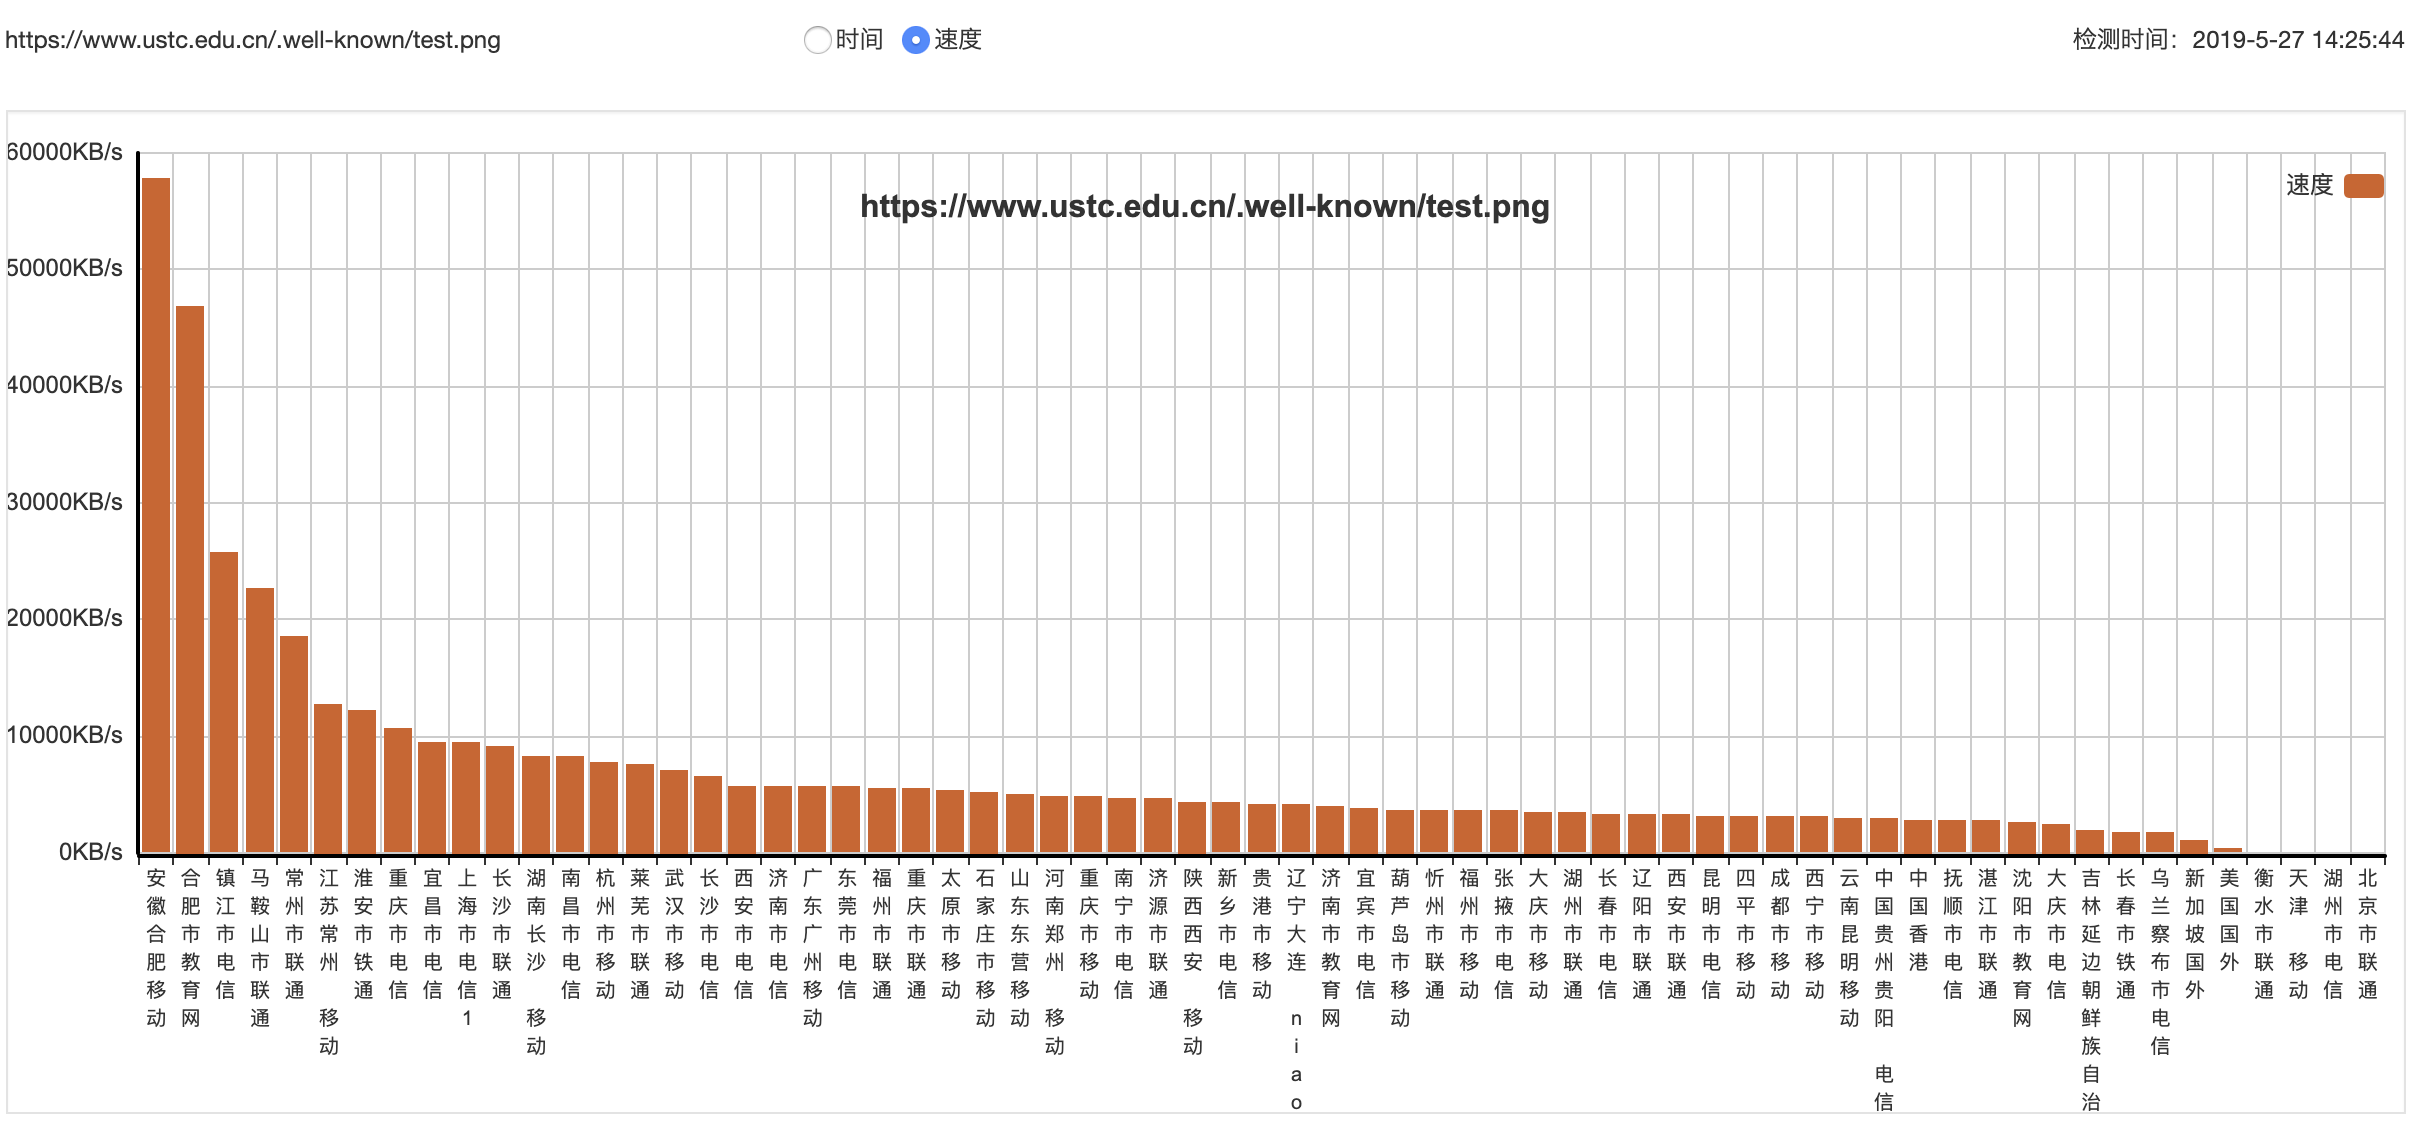 https://www.ustc.edu.cn/.well-known/test.png
时间 速度
检测时间：2019-5-27 14:25:44
https://www.ustc.edu.cn/.well-known/test.png
速度
60000KB/s
50000KB/s
40000KB/s
30000KB/s
20000KB/s
10000KB/s
0KB/s
安徽合肥移动
合肥市教育网
镇江市电信
马鞍山市联通
常州市联通
江苏常州 移动
淮安市铁通
重庆市电信
宜昌市电信
上海市电信1
长沙市联通
湖南长沙 移动
南昌市电信
杭州市移动
莱芜市联通
武汉市移动
长沙市电信
西安市电信
济南市电信
广东广州移动
东莞市电信
福州市联通
重庆市联通
太原市移动
石家庄市移动
山东东营移动
河南郑州 移动
重庆市移动
南宁市电信
济源市联通
陕西西安 移动
新乡市电信
贵港市移动
辽宁大连 niao
济南市教育网
宜宾市电信
葫芦岛市移动
忻州市联通
福州市移动
张掖市电信
大庆市移动
湖州市联通
长春市电信
辽阳市联通
西安市联通
昆明市电信
四平市移动
成都市移动
西宁市移动
云南昆明移动
中国贵州贵阳 电信
中国香港
抚顺市电信
湛江市联通
沈阳市教育网
大庆市电信
吉林延边朝鲜族自治
长春市铁通
乌兰察布市电信
新加坡国外
美国国外
衡水市联通
天津 移动
湖州市电信
北京市联通